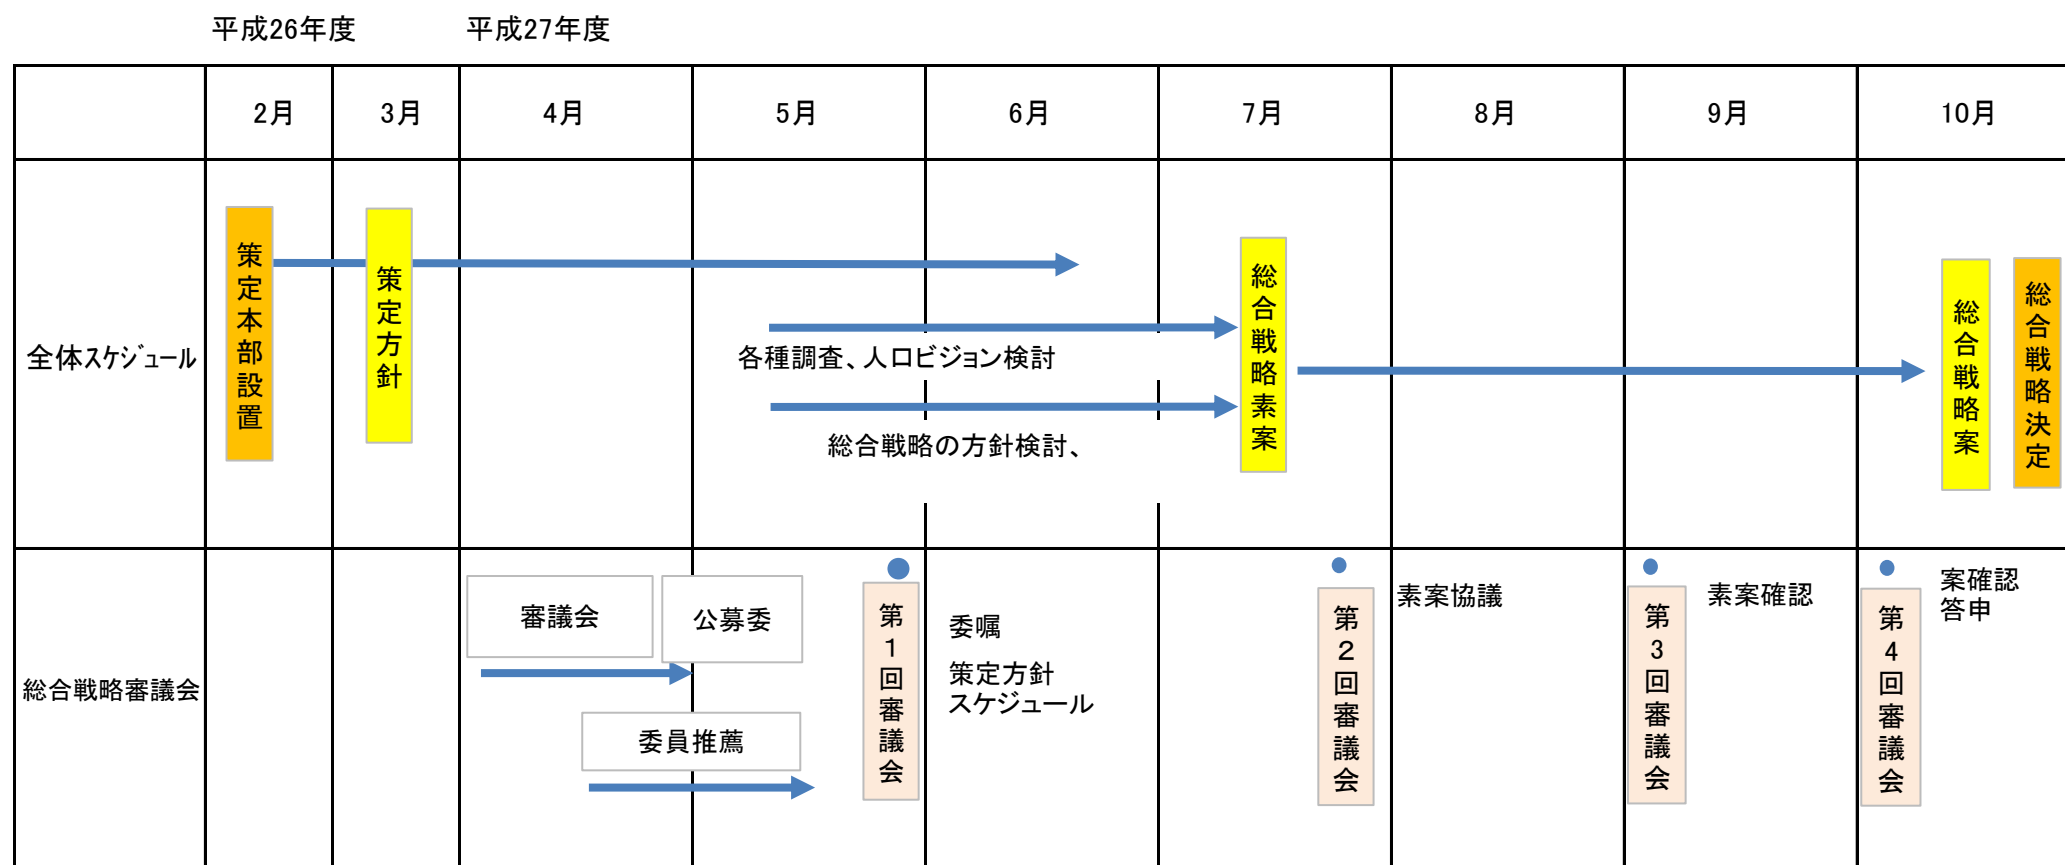 平成26年度
平成27年度
2月
3月
4月
5月
6月
7月
8月
9月
10月
全体スケジュール
策定本部設置
策定方針
各種調査、人口ビジョン検討
総合戦略の方針検討、
総合戦略素案
総合戦略案
総合戦略決定
総合戦略審議会
審議会
公募委
委員推薦
第1回審議会
委嘱
策定方針
スケジュール
第2回審議会
素案協議
第3回審議会
素案確認
第4回審議会
案確認
答申